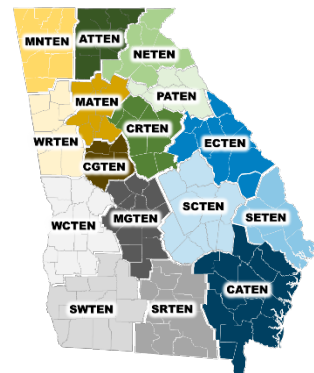 MNTEN
ATTEN
NETEN
PATEN
MATEN
CRTEN
WRTEN
ECTEN
CGTEN
SCTEN
MGTEN
SETEN
WCTEN
CATEN
SWTEN
SRTEN